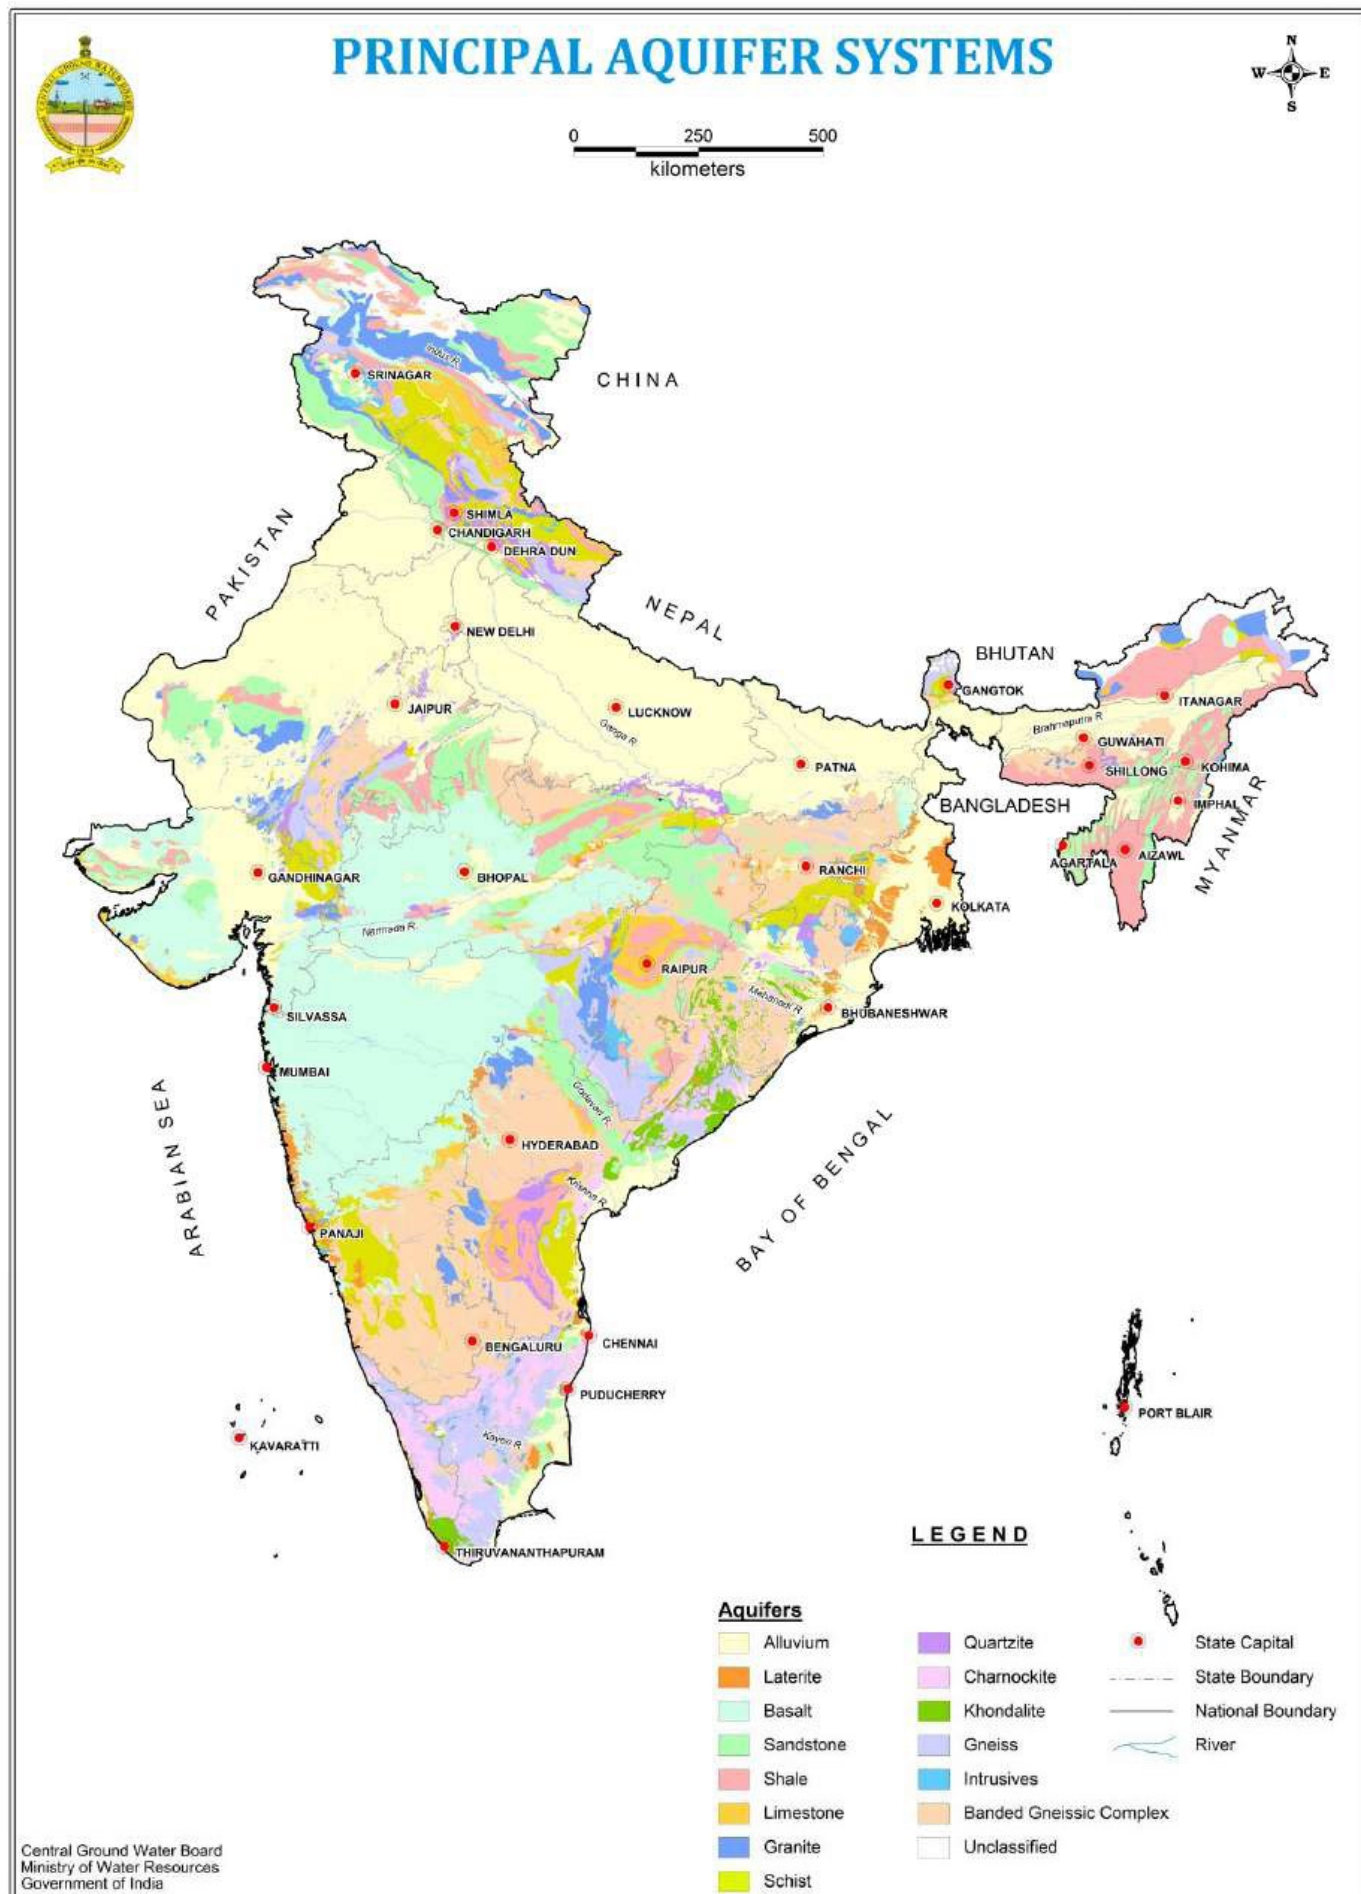 PRINCIPAL AQUIFER SYSTEMS
N
W E
S
0 250 500
kilometers
CHINA
Indus R.
SRINAGAR
SHIMLA
CHANDIGARH
DEHRA DUN
PAKISTAN
NEPAL
NEW DELHI
BHUTAN
GANGTOK
JAIPUR
LUCKNOW
Ganga R.
ITANAGAR
Brahmaputra R.
GUWAHATI
PATNA
SHILLONG
KOHIMA
BANGLADESH
IMPHAL
MYANMAR
AGARTALA
AIZAWL
GANDHINAGAR
BHOPAL
RANCHI
KOLKATA
Narmada R.
RAIPUR
Mahanadi R.
SILVASSA
BHUBANESHWAR
MUMBAI
Godavari R.
ARABIAN SEA
HYDERABAD
BAY OF BENGAL
Krishna R.
PANAJI
BENGALURU
CHENNAI
PUDUCHERRY
PORT BLAIR
KAVARATTI
Kaveri R.
THIRUVANANTHAPURAM
LEGEND
Aquifers
Alluvium
Laterite
Basalt
Sandstone
Shale
Limestone
Granite
Schist
Quartzite
Charnockite
Khondalite
Gneiss
Intrusives
Banded Gneissic Complex
Unclassified
State Capital
State Boundary
National Boundary
River
Central Ground Water Board
Ministry of Water Resources
Government of India